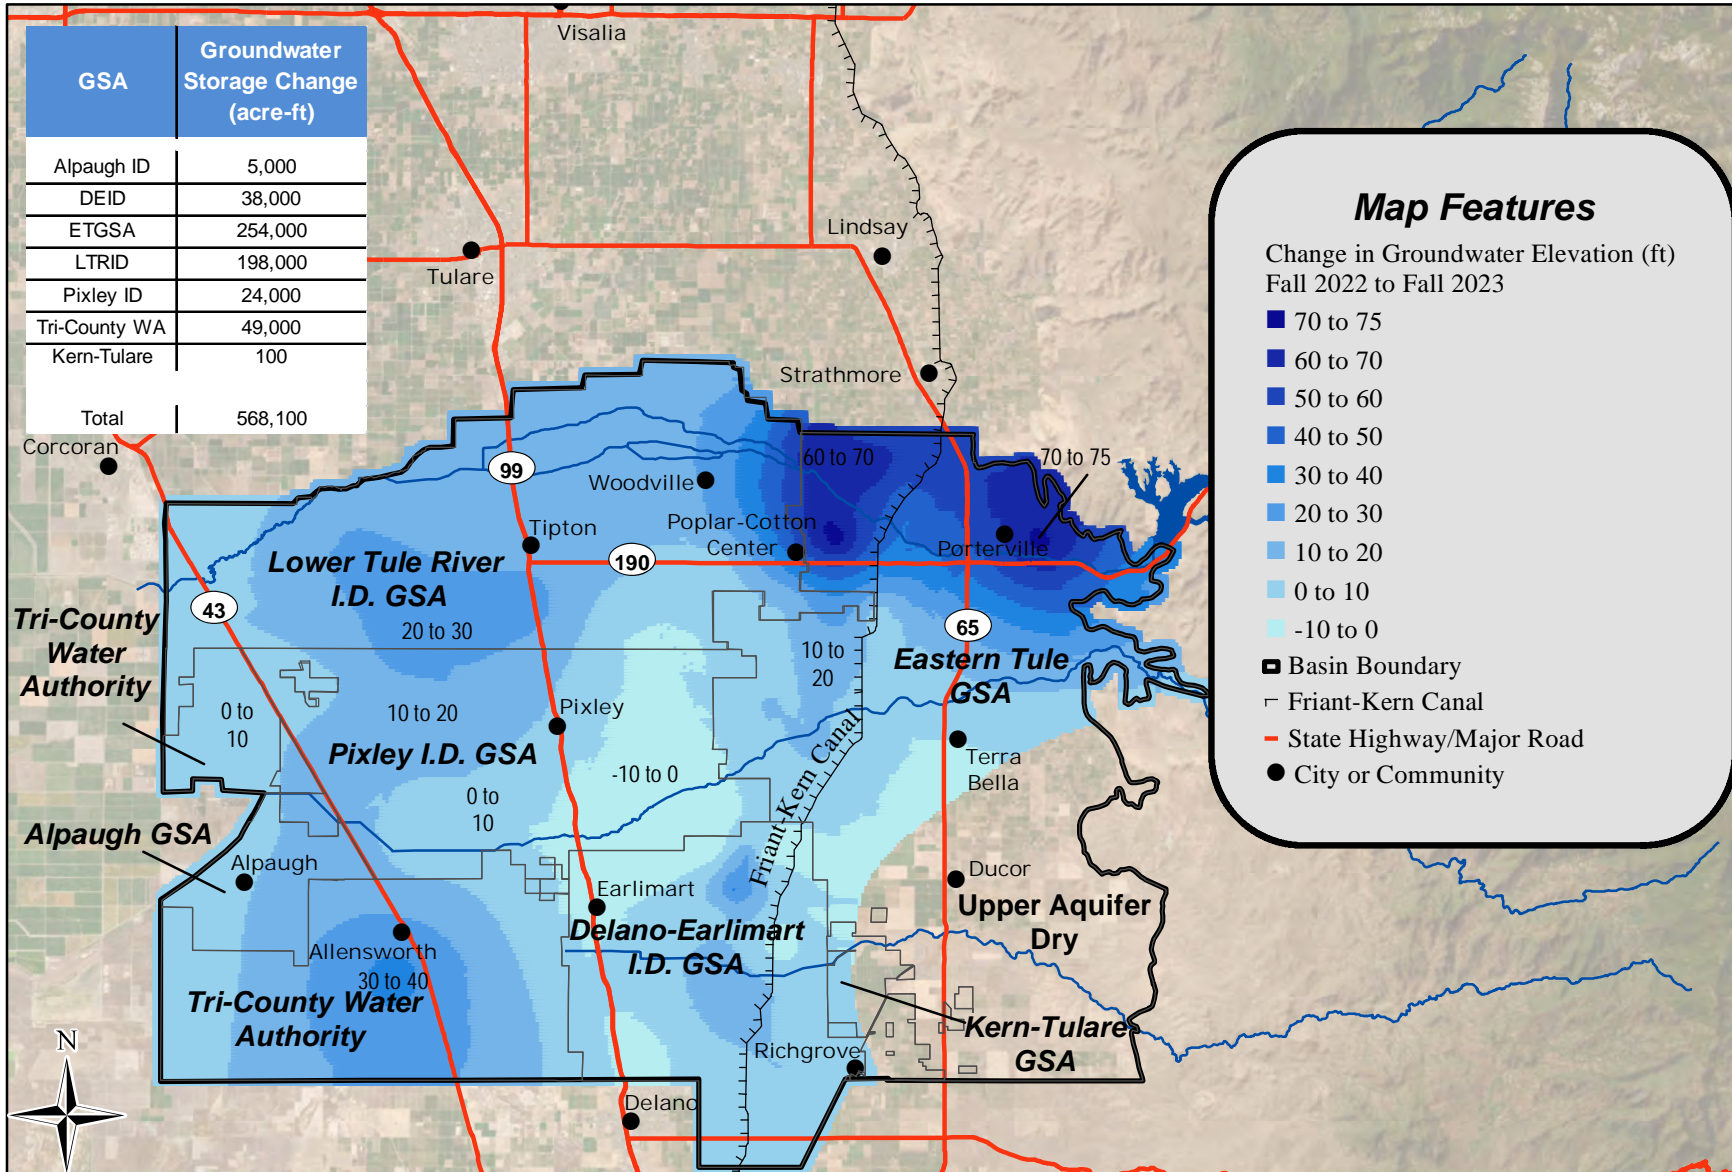 GSA
Groundwater
Storage Change
(acre-ft)
Alpaugh ID 5,000
DEID 38,000
ETGSA 254,000
LTRID 198,000
Pixley ID 24,000
Tri-County WA 49,000
Kern-Tulare 100
Total 568,100
Visalia
Lindsay
Tulare
Strathmore
Corcoran
Map Features
Change in Groundwater Elevation (ft)
Fall 2022 to Fall 2023
70 to 75
60 to 70
50 to 60
40 to 50
30 to 40
20 to 30
10 to 20
0 to 10
-10 to 0
Basin Boundary
Friant-Kern Canal
State Highway/Major Road
City or Community
60 to 70
70 to 75
99
Woodville
Poplar-Cotton
Center
Tipton
190
Porterville
Lower Tule River
I.D. GSA
20 to 30
43
65
Tri-County
Water
Authority
10 to
20
Eastern Tule
GSA
0 to
10
10 to 20
Pixley
Pixley I.D. GSA
-10 to 0
Friant-Kern Canal
Terra
Bella
0 to
10
Alpaugh GSA
Alpaugh
Earlimart
Ducor
Upper Aquifer
Dry
Delano-Earlimart
I.D. GSA
Allensworth
30 to 40
Tri-County Water
Authority
Kern-Tulare
GSA
Richgrove
Delano
N